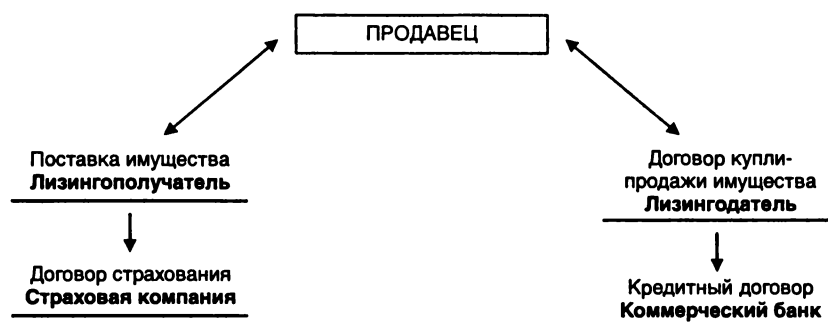 ПРОДАВЕЦ
Поставка имущества
Лизингополучатель
Договор страхования
Страховая компания
Договор купли-
продажи имущества
Лизингодатель
Кредитный договор
Коммерческий банк